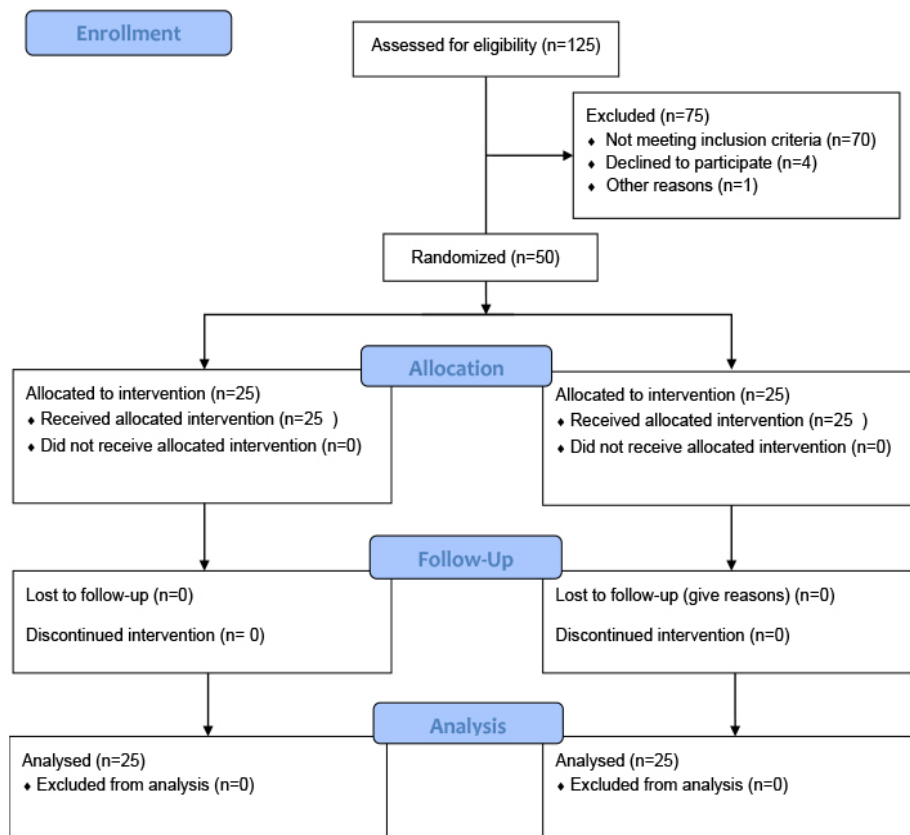 Enrollment
Assessed for eligibility (n=125)
Excluded (n=75)
♦ Not meeting inclusion criteria (n=70)
♦ Declined to participate (n=4)
♦ Other reasons (n=1)
Randomized (n=50)
Allocation
Allocated to intervention (n=25)
♦ Received allocated intervention (n=25 )
♦ Did not receive allocated intervention (n=0)
Allocated to intervention (n=25)
♦ Received allocated intervention (n=25 )
♦ Did not receive allocated intervention (n=0)
Follow-Up
Lost to follow-up (n=0)
Discontinued intervention (n= 0)
Lost to follow-up (give reasons) (n=0)
Discontinued intervention (n=0)
Analysis
Analysed (n=25)
♦ Excluded from analysis (n=0)
Analysed (n=25)
♦ Excluded from analysis (n=0)